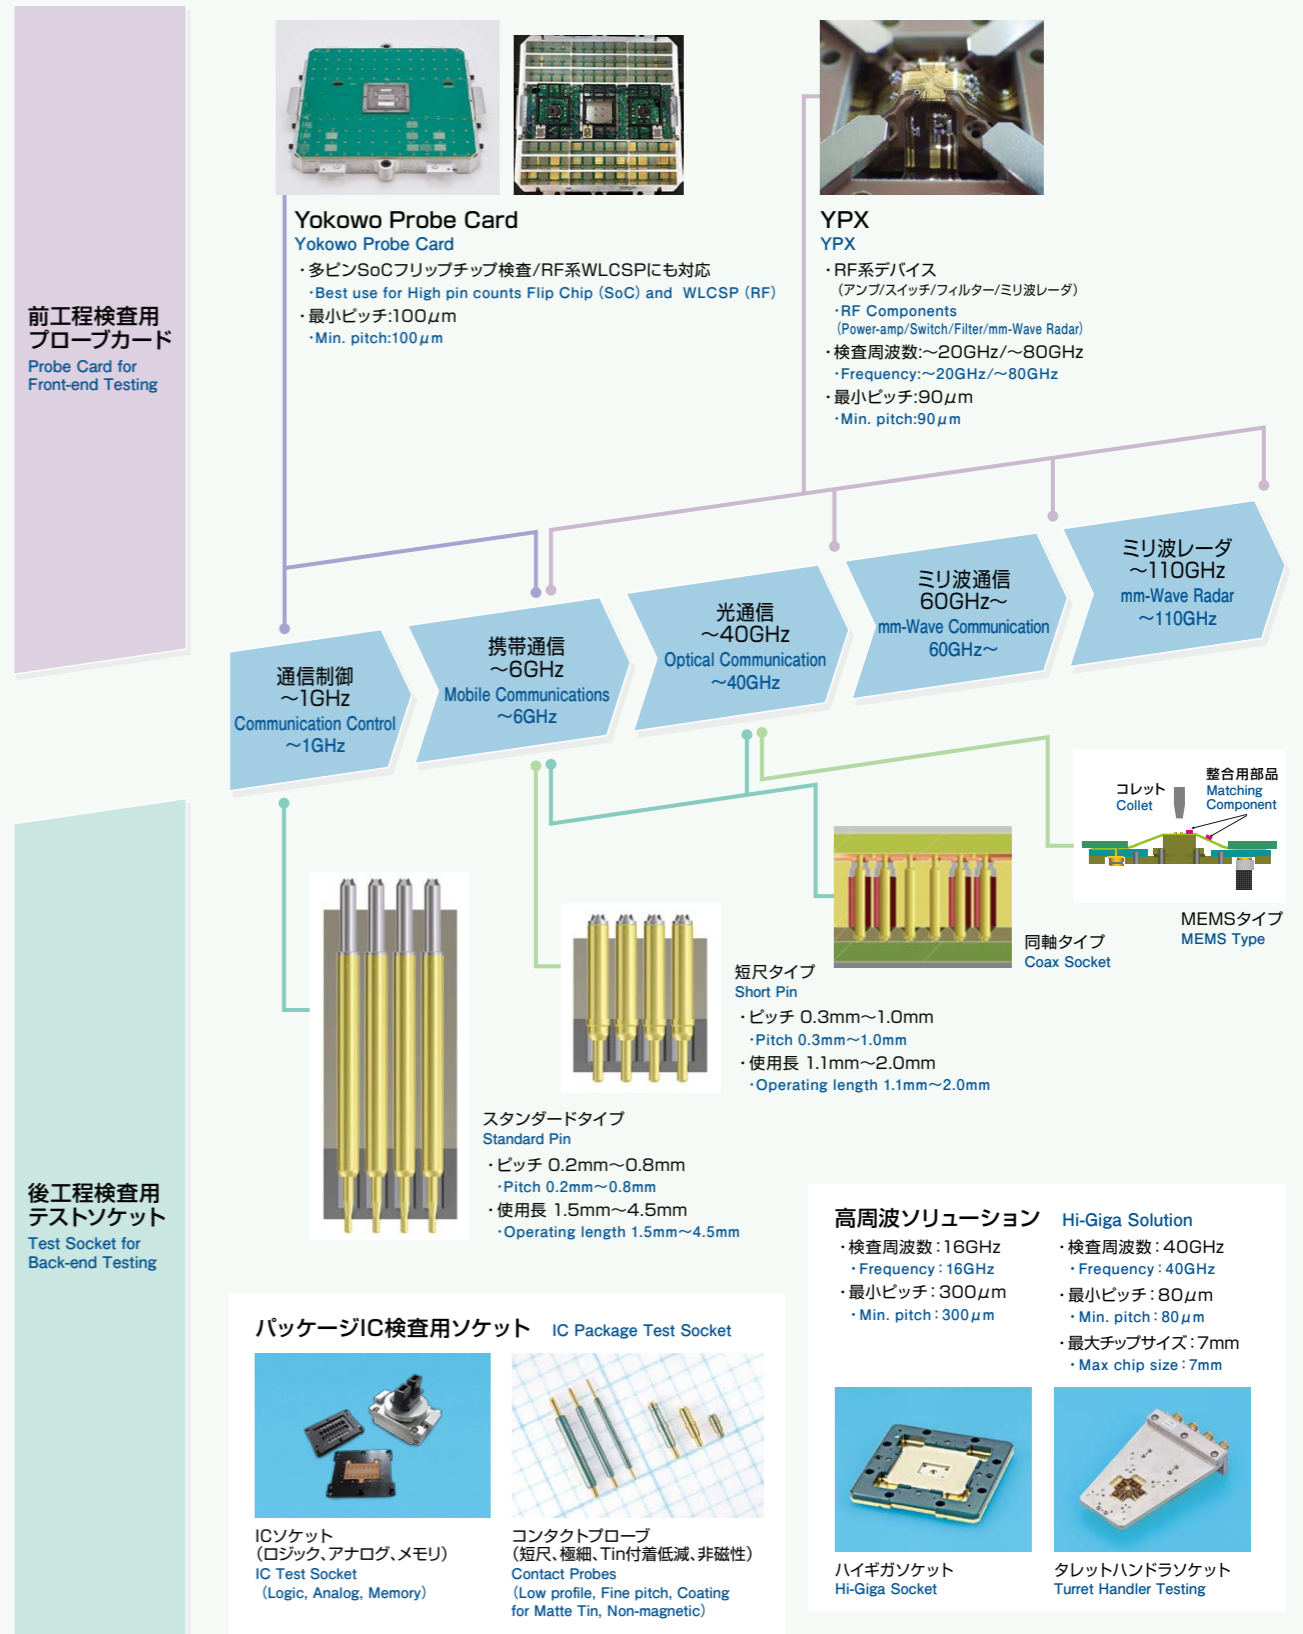 前工程検査用
プローブカード
Probe Card for
Front-end Testing
Yokowo Probe Card
Yokowo Probe Card
・多ピンSoCフリップチップ検査/RF系WLCSPにも対応
・Best use for High pin counts Flip Chip（SoC）and WLCSP（RF）
・最小ピッチ:100μm
・Min. pitch:100μm
YPX
YPX
・RF系デバイス
（アンプ/スイッチ/フィルター/ミリ波レーダ）
・RF Components
（Power-amp/Switch/Filter/mm-Wave Radar）
・検査周波数:～20GHz/～80GHz
・Frequency:～20GHz/～80GHz
・最小ピッチ:90μm
・Min. pitch:90μm
通信制御
～1GHz
Communication Control
～1GHz
携帯通信
～6GHz
Mobile Communications
～6GHz
光通信
～40GHz
Optical Communication
～40GHz
ミリ波通信
60GHz～
mm-Wave Communication
60GHz～
ミリ波レーダ
～110GHz
mm-Wave Radar
～110GHz
後工程検査用
テストソケット
Test Socket for
Back-end Testing
コレット
Collet
整合用部品
Matching
Component
MEMSタイプ
MEMS Type
同軸タイプ
Coax Socket
短尺タイプ
Short Pin
・ピッチ 0.3mm～1.0mm
・Pitch 0.3mm～1.0mm
・使用長 1.1mm～2.0mm
・Operating length 1.1mm～2.0mm
スタンダードタイプ
Standard Pin
・ピッチ 0.2mm～0.8mm
・Pitch 0.2mm～0.8mm
・使用長 1.5mm～4.5mm
・Operating length 1.5mm～4.5mm
パッケージIC検査用ソケット IC Package Test Socket
ICソケット
（ロジック、アナログ、メモリ）
IC Test Socket
（Logic, Analog, Memory）
コンタクトプローブ
（短尺、極細、Tin付着低減、非磁性）
Contact Probes
（Low profile, Fine pitch, Coating
for Matte Tin, Non-magnetic）
高周波ソリューション Hi-Giga Solution
・検査周波数：16GHz
・Frequency：16GHz
・最小ピッチ：300μm
・Min. pitch：300μm
・検査周波数：40GHz
・Frequency：40GHz
・最小ピッチ：80μm
・Min. pitch：80μm
・最大チップサイズ：7mm
・Max chip size：7mm
ハイギガソケット
Hi-Giga Socket
タレットハンドラソケット
Turret Handler Testing